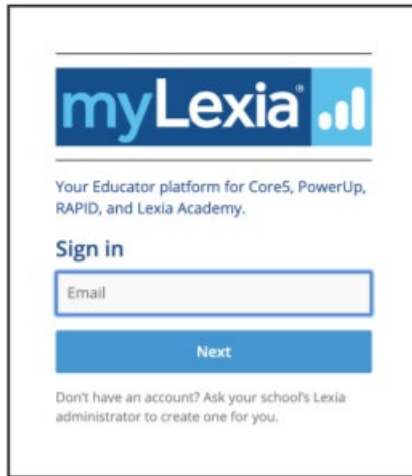 myLexia®
Your Educator platform for Core5, PowerUp,
RAPID, and Lexia Academy.
Sign in
Email
Next
Don't have an account? Ask your school's Lexia
administrator to create one for you.